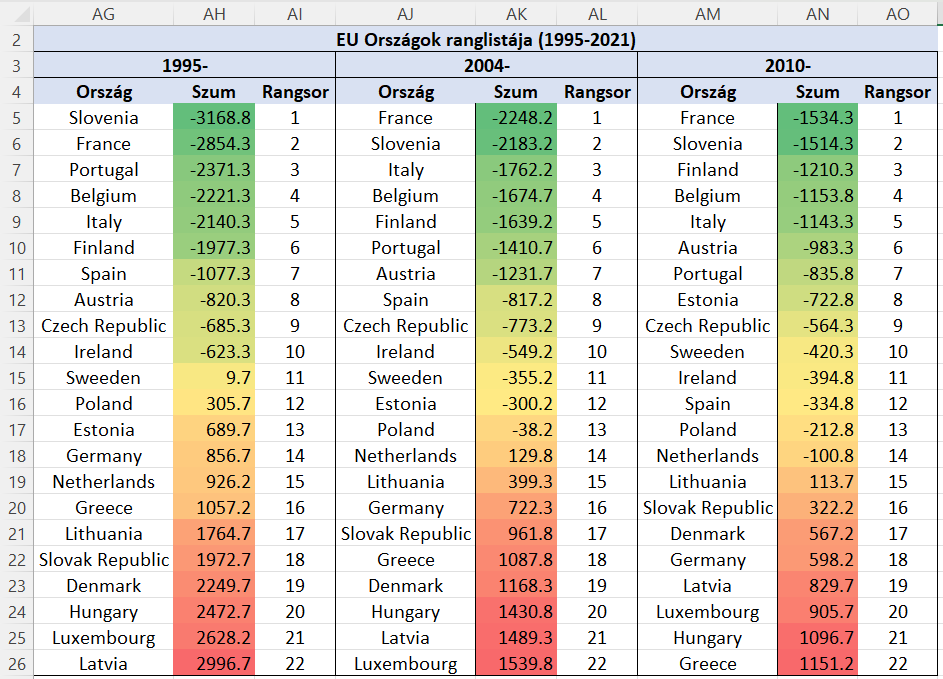 AG AH AI AJ AK AL AM AN AO
2 EU Országok ranglistája (1995-2021)
3 1995- 2004- 2010-
4 Ország Szum Rangsor Ország Szum Rangsor Ország Szum Rangsor
5 Slovenia -3168.8 1 France -2248.2 1 France -1534.3 1
6 France -2854.3 2 Slovenia -2183.2 2 Slovenia -1514.3 2
7 Portugal -2371.3 3 Italy -1762.2 3 Finland -1210.3 3
8 Belgium -2221.3 4 Belgium -1674.7 4 Belgium -1153.8 4
9 Italy -2140.3 5 Finland -1639.2 5 Italy -1143.3 5
10 Finland -1977.3 6 Portugal -1410.7 6 Austria -983.3 6
11 Spain -1077.3 7 Austria -1231.7 7 Portugal -835.8 7
12 Austria -820.3 8 Spain -817.2 8 Estonia -722.8 8
13 Czech Republic -685.3 9 Czech Republic -773.2 9 Czech Republic -564.3 9
14 Ireland -623.3 10 Ireland -549.2 10 Sweeden -420.3 10
15 Sweeden 9.7 11 Sweeden -355.2 11 Ireland -394.8 11
16 Poland 305.7 12 Estonia -300.2 12 Spain -334.8 12
17 Estonia 689.7 13 Poland -38.2 13 Poland -212.8 13
18 Germany 856.7 14 Netherlands 129.8 14 Netherlands -100.8 14
19 Netherlands 926.2 15 Lithuania 399.3 15 Lithuania 113.7 15
20 Greece 1057.2 16 Germany 722.3 16 Slovak Republic 322.2 16
21 Lithuania 1764.7 17 Slovak Republic 961.8 17 Denmark 567.2 17
22 Slovak Republic 1972.7 18 Greece 1087.8 18 Germany 598.2 18
23 Denmark 2249.7 19 Denmark 1168.3 19 Latvia 829.7 19
24 Hungary 2472.7 20 Hungary 1430.8 20 Luxembourg 905.7 20
25 Luxembourg 2628.2 21 Latvia 1489.3 21 Hungary 1096.7 21
26 Latvia 2996.7 22 Luxembourg 1539.8 22 Greece 1151.2 22